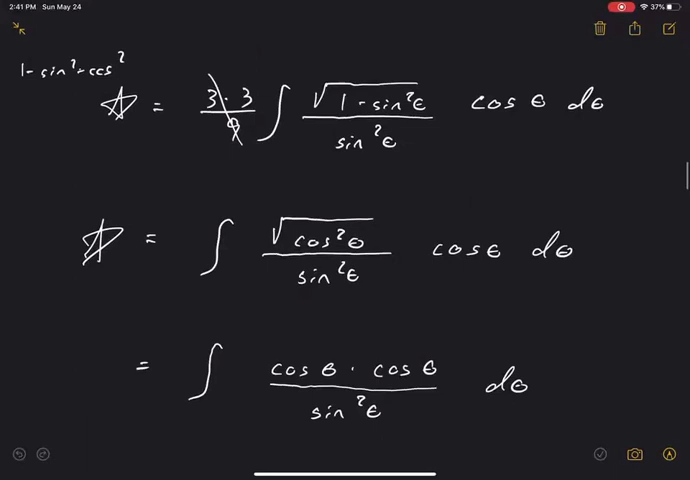 2:41 PM Sun May 24 37%
1 - sin² = cos²
☆ = 3 · 3 / 9 ∫ √(1 - sin²θ) / sin²θ cos θ dθ
☆ = ∫ √(cos²θ) / sin²θ cosθ dθ
= ∫ cos θ · cos θ / sin²θ dθ